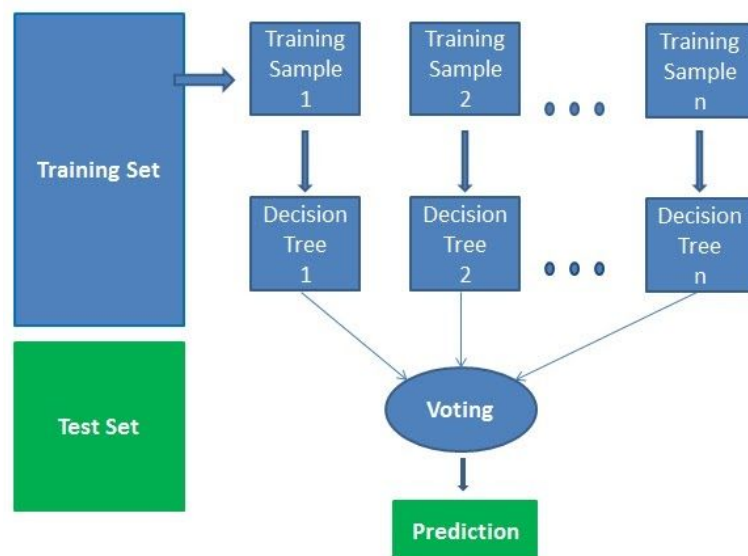 Training Set
Training
Sample
1
Training
Sample
2
Training
Sample
n
Decision
Tree
1
Decision
Tree
2
Decision
Tree
n
Test Set
Voting
Prediction